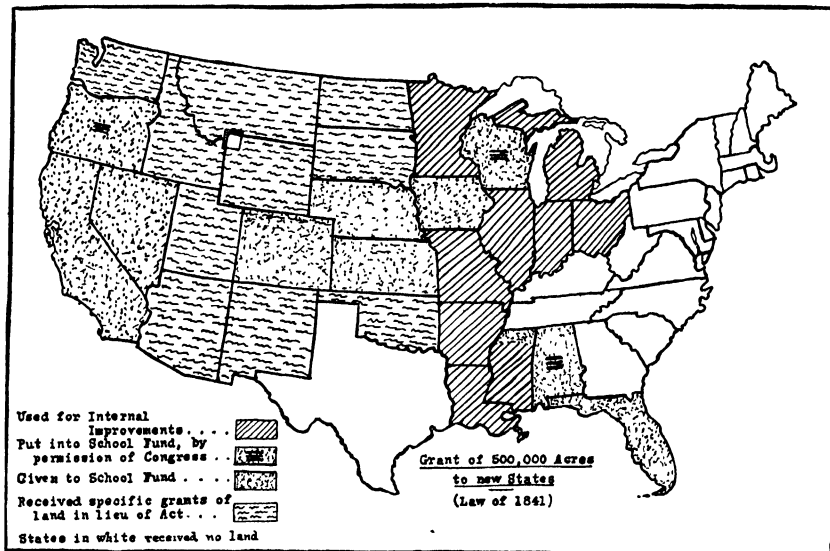 Used for Internal
Improvements....
Put into School Fund, by
permission of Congress..
Given to School Fund....
Received specific grants of
land in lieu of Act...
States in white received no land
Grant of 500,000 Acres
to new States
(Law of 1841)